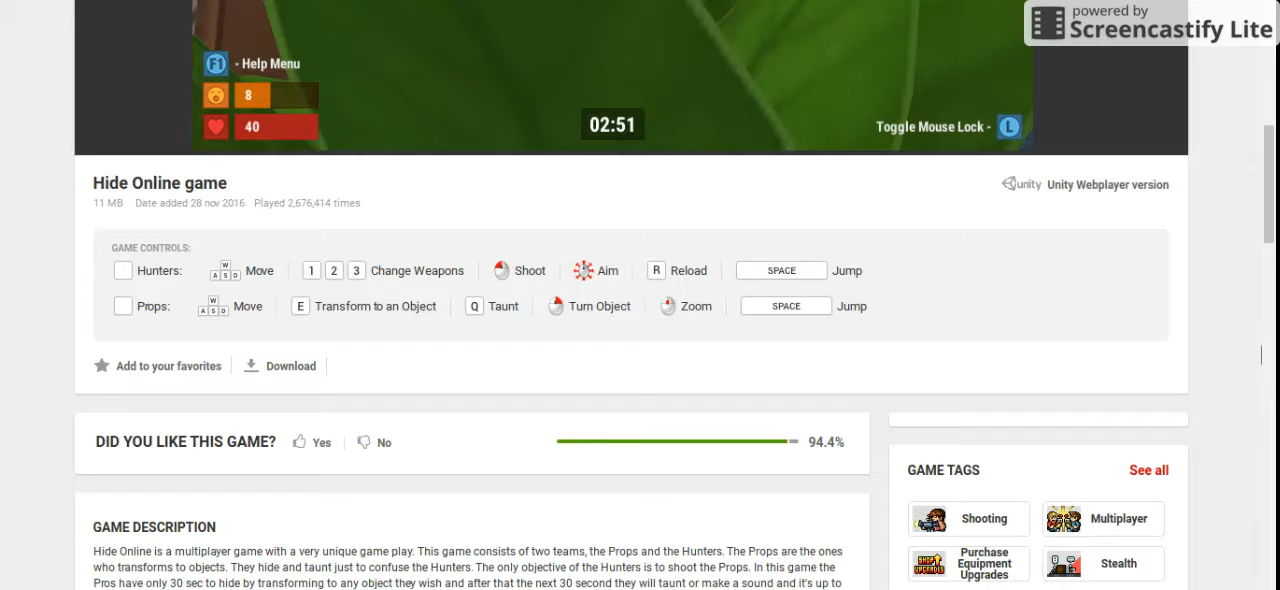 powered by
Screencastify Lite
F1 - Help Menu
8
40
02:51
Toggle Mouse Lock - L
Hide Online game
unity Unity Webplayer version
11 MB Date added 28 nov 2016 Played 2,676,414 times
GAME CONTROLS:
Hunters: W A S D Move 1 2 3 Change Weapons Shoot Aim R Reload SPACE Jump
Props: W A S D Move E Transform to an Object Q Taunt Turn Object Zoom SPACE Jump
Add to your favorites Download
DID YOU LIKE THIS GAME? Yes No 94.4%
GAME TAGS See all
Shooting Multiplayer
Purchase Equipment Upgrades Stealth
GAME DESCRIPTION
Hide Online is a multiplayer game with a very unique game play. This game consists of two teams, the Props and the Hunters. The Props are the ones
who transforms to objects. They hide and taunt just to confuse the Hunters. The only objective of the Hunters is to shoot the Props. In this game the
Pros have only 30 sec to hide by transforming to any object they wish and after that the next 30 second they will taunt or make a sound and it's up to